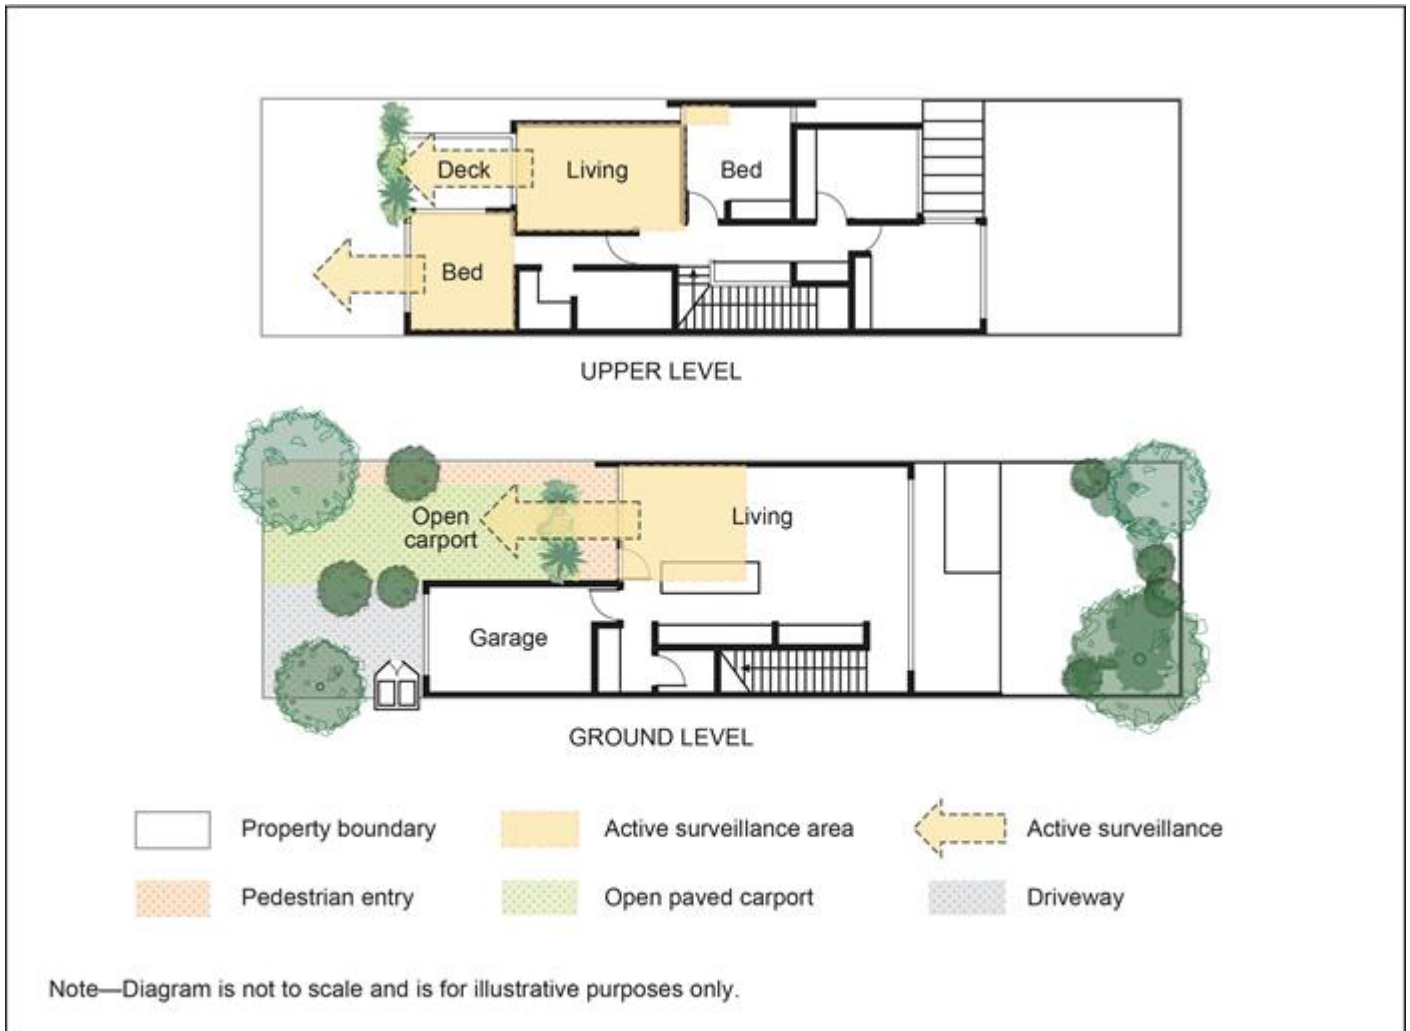 Deck
Living
Bed
Bed
UPPER LEVEL
Open
carport
Living
Garage
GROUND LEVEL
Property boundary
Active surveillance area
Active surveillance
Pedestrian entry
Open paved carport
Driveway
Note—Diagram is not to scale and is for illustrative purposes only.